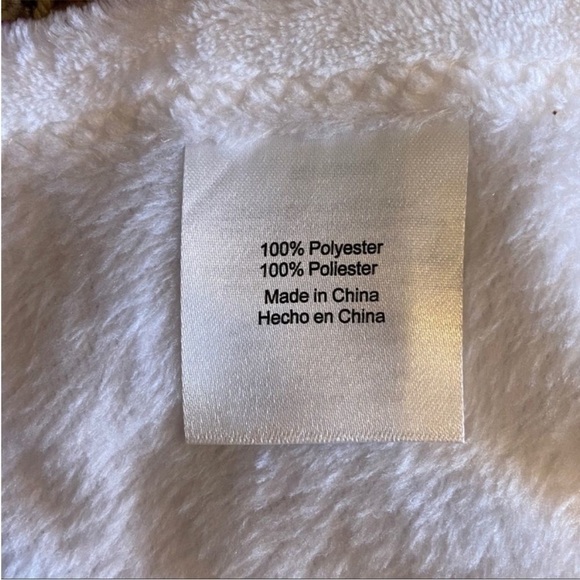 100% Polyester
100% Poliester
Made in China
Hecho en China